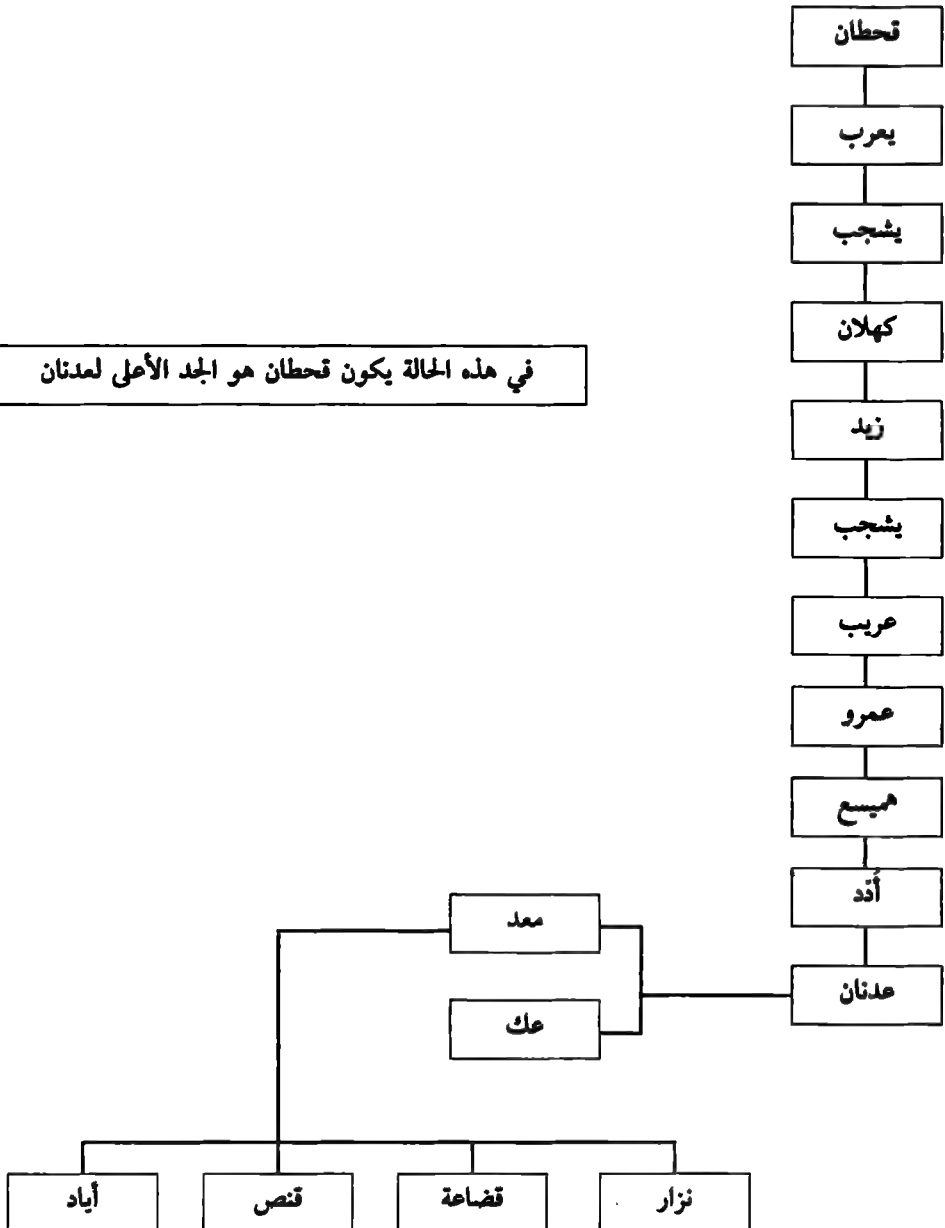 قحطان
يعرب
يشجب
كهلان
في هذه الحالة يكون قحطان هو الجد الأعلى لعدنان
زيد
يشجب
عريب
عمرو
هميسع
أُدَد
معد
عدنان
عك
نزار
قضاعة
قنص
أياد